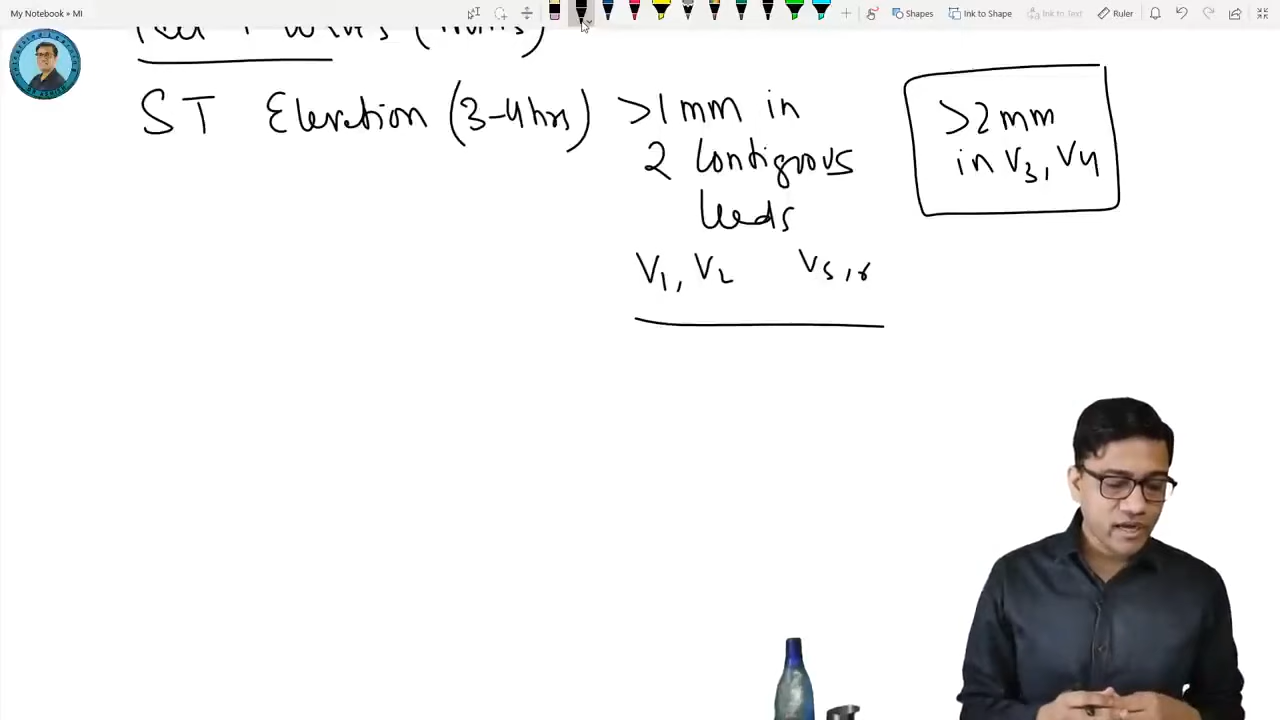 My Notebook » MI
Shapes Ink to Shape Ink to Text Ruler
ST Elevation (3-4hrs) >1mm in
2 Contiguous
leads
V1, V2 V5,6
>2mm
in V3, V4